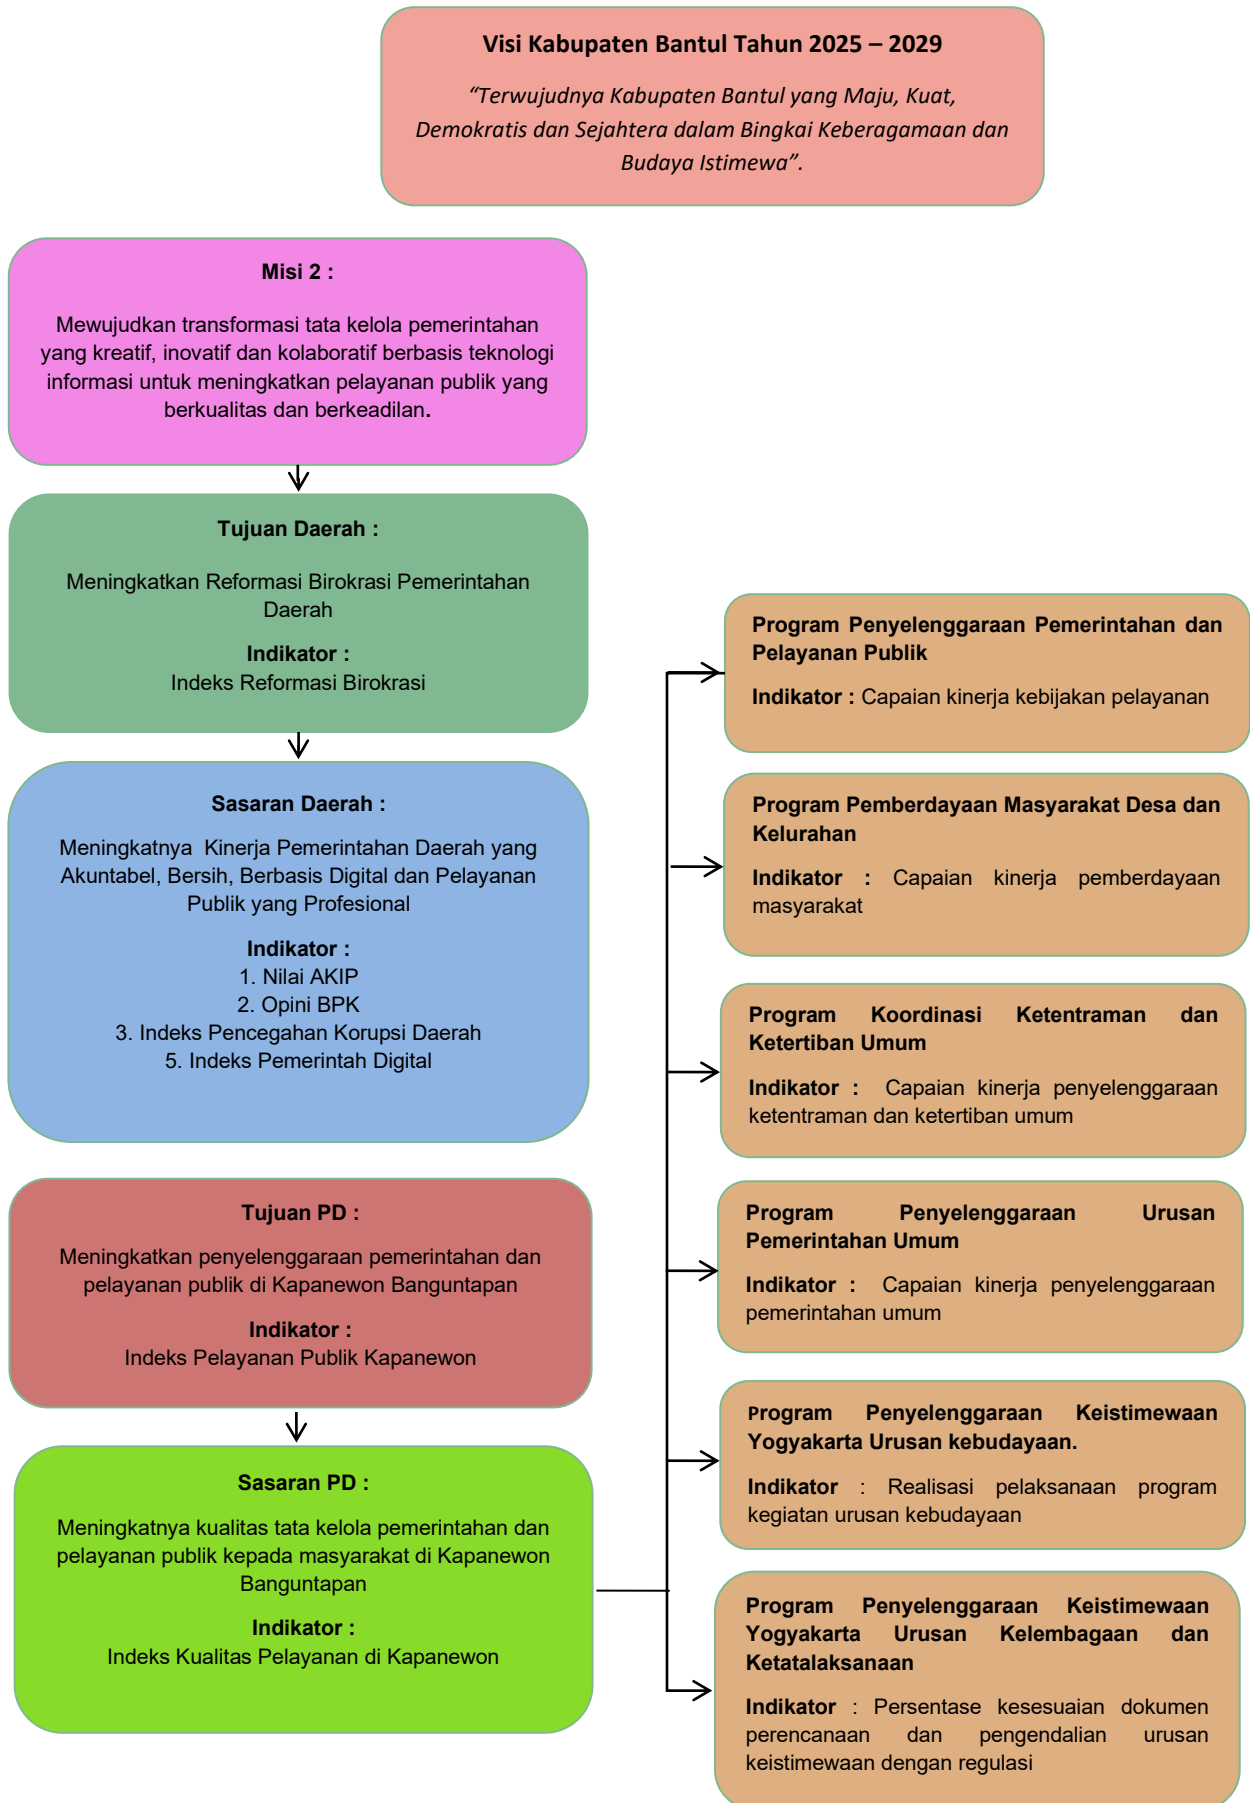 Visi Kabupaten Bantul Tahun 2025 – 2029
“Terwujudnya Kabupaten Bantul yang Maju, Kuat,
Demokratis dan Sejahtera dalam Bingkai Keberagamaan dan
Budaya Istimewa”.
Misi 2 :
Mewujudkan transformasi tata kelola pemerintahan
yang kreatif, inovatif dan kolaboratif berbasis teknologi
informasi untuk meningkatkan pelayanan publik yang
berkualitas dan berkeadilan.
Tujuan Daerah :
Meningkatkan Reformasi Birokrasi Pemerintahan
Daerah
Indikator :
Indeks Reformasi Birokrasi
Sasaran Daerah :
Meningkatnya Kinerja Pemerintahan Daerah yang
Akuntabel, Bersih, Berbasis Digital dan Pelayanan
Publik yang Profesional
Indikator :
1. Nilai AKIP
2. Opini BPK
3. Indeks Pencegahan Korupsi Daerah
5. Indeks Pemerintah Digital
Tujuan PD :
Meningkatkan penyelenggaraan pemerintahan dan
pelayanan publik di Kapanewon Banguntapan
Indikator :
Indeks Pelayanan Publik Kapanewon
Sasaran PD :
Meningkatnya kualitas tata kelola pemerintahan dan
pelayanan publik kepada masyarakat di Kapanewon
Banguntapan
Indikator :
Indeks Kualitas Pelayanan di Kapanewon
Program Penyelenggaraan Pemerintahan dan
Pelayanan Publik
Indikator : Capaian kinerja kebijakan pelayanan
Program Pemberdayaan Masyarakat Desa dan
Kelurahan
Indikator : Capaian kinerja pemberdayaan
masyarakat
Program Koordinasi Ketentraman dan
Ketertiban Umum
Indikator : Capaian kinerja penyelenggaraan
ketentraman dan ketertiban umum
Program Penyelenggaraan Urusan
Pemerintahan Umum
Indikator : Capaian kinerja penyelenggaraan
pemerintahan umum
Program Penyelenggaraan Keistimewaan
Yogyakarta Urusan kebudayaan.
Indikator : Realisasi pelaksanaan program
kegiatan urusan kebudayaan
Program Penyelenggaraan Keistimewaan
Yogyakarta Urusan Kelembagaan dan
Ketatalaksanaan
Indikator : Persentase kesesuaian dokumen
perencanaan dan pengendalian urusan
keistimewaan dengan regulasi